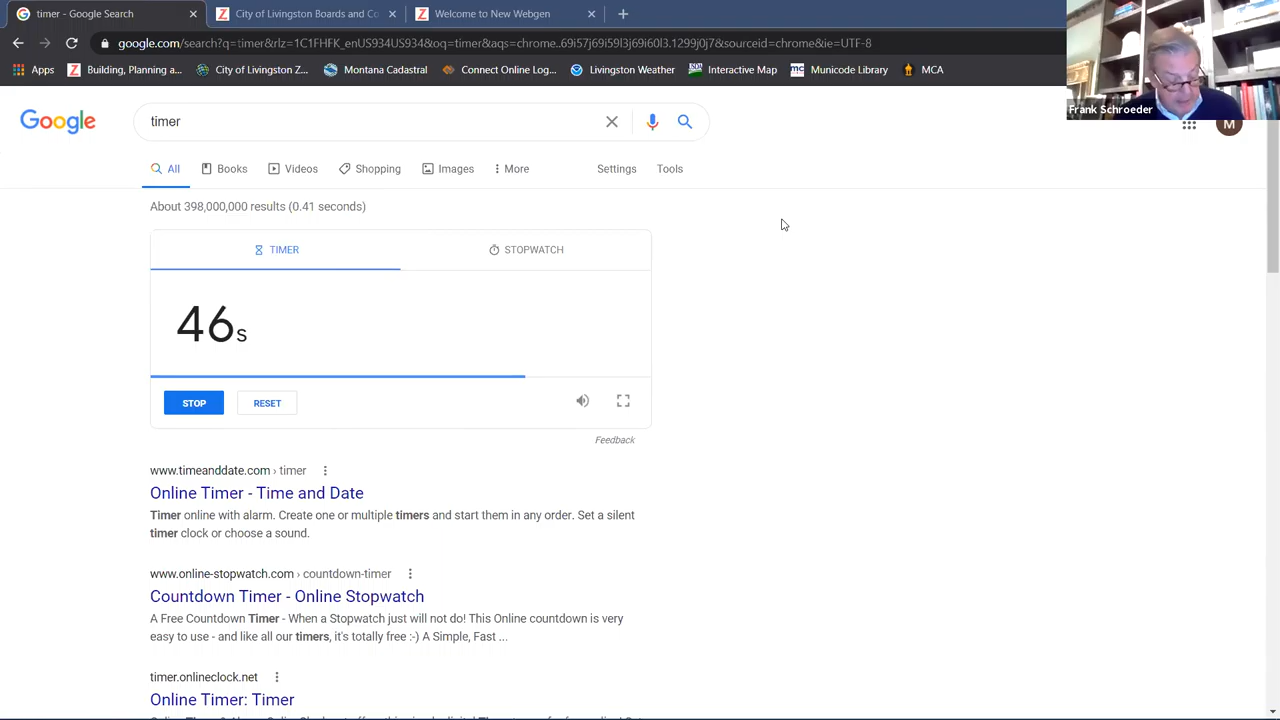 timer - Google Search
City of Livingston Boards and Co
Welcome to New Webgen
google.com/search?q=timer&rlz=1C1FHFK_enUS934US934&oq=timer&aqs=chrome..69i57j69i59l3j69i60l3.1299j0j7&sourceid=chrome&ie=UTF-8
Apps
Building, Planning a...
City of Livingston Z...
Montana Cadastral
ConnectOnline Log...
Livingston Weather
Interactive Map
mc
Municode Library
MCA
Frank Schroeder
Google
timer
M
All
Books
Videos
Shopping
Images
More
Settings
Tools
About 398,000,000 results (0.41 seconds)
TIMER
STOPWATCH
46s
STOP
RESET
Feedback
www.timeanddate.com › timer
Online Timer - Time and Date
Timer online with alarm. Create one or multiple timers and start them in any order. Set a silent
timer clock or choose a sound.
www.online-stopwatch.com › countdown-timer
Countdown Timer - Online Stopwatch
A Free Countdown Timer - When a Stopwatch just will not do! This Online countdown is very
easy to use - and like all our timers, it's totally free :-) A Simple, Fast ...
timer.onlineclock.net
Online Timer: Timer